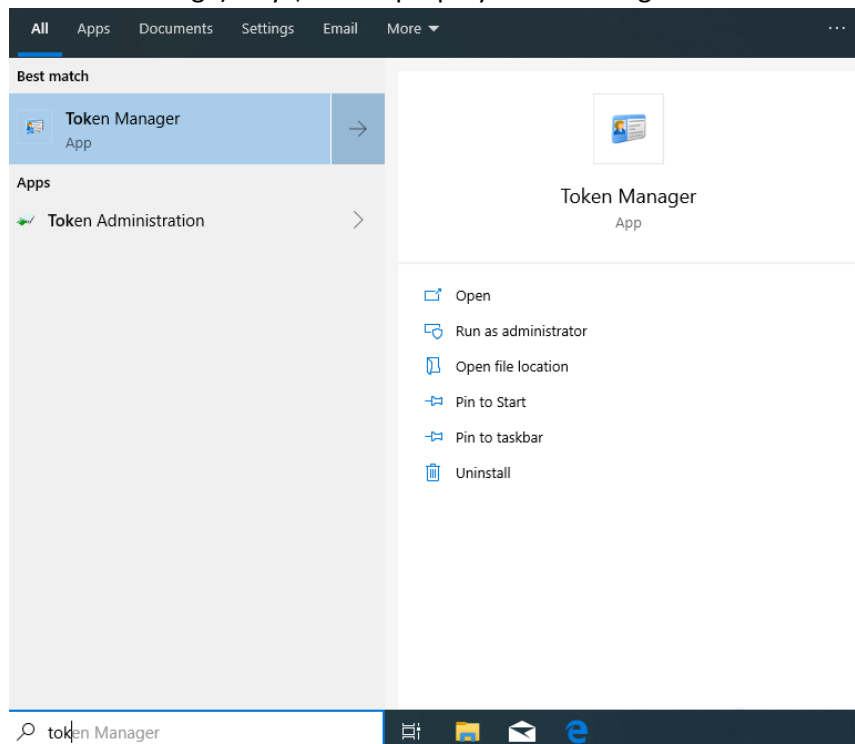 All Apps Documents Settings Email More
Best match
Token Manager
App
Apps
Token Administration
Token Manager
App
Open
Run as administrator
Open file location
Pin to Start
Pin to taskbar
Uninstall
token Manager